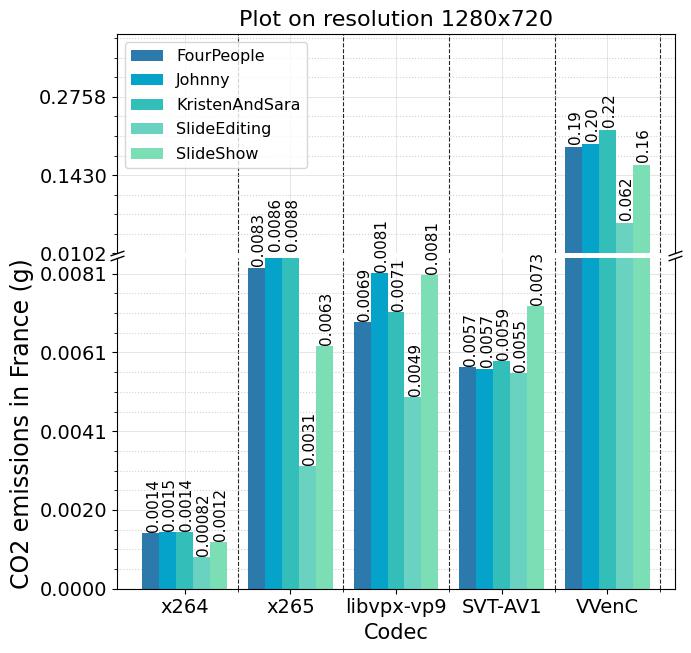 Plot on resolution 1280x720
FourPeople
Johnny
KristenAndSara
SlideEditing
SlideShow
0.2758
0.1430
0.0102
0.0081
0.0061
0.0041
0.0020
0.0000
CO2 emissions in France (g)
0.0014
0.0015
0.0014
0.00082
0.0012
0.0083
0.0086
0.0088
0.0031
0.0063
0.0069
0.0081
0.0071
0.0049
0.0081
0.0057
0.0057
0.0059
0.0055
0.0073
0.19
0.20
0.22
0.062
0.16
x264
x265
libvpx-vp9
SVT-AV1
VVenC
Codec